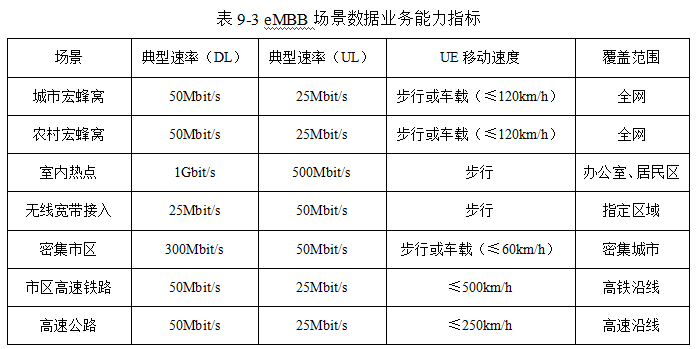 表 9-3 eMBB 场景数据业务能力指标
场景 典型速率（DL） 典型速率（UL） UE 移动速度 覆盖范围
城市宏蜂窝 50Mbit/s 25Mbit/s 步行或车载（≤120km/h） 全网
农村宏蜂窝 50Mbit/s 25Mbit/s 步行或车载（≤120km/h） 全网
室内热点 1Gbit/s 500Mbit/s 步行 办公室、居民区
无线宽带接入 25Mbit/s 50Mbit/s 步行 指定区域
密集市区 300Mbit/s 50Mbit/s 步行或车载（≤60km/h） 密集城市
市区高速铁路 50Mbit/s 25Mbit/s ≤500km/h 高铁沿线
高速公路 50Mbit/s 25Mbit/s ≤250km/h 高速沿线